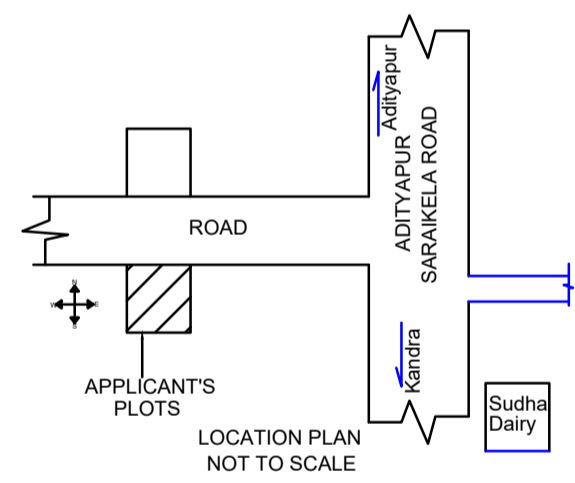 Adityapur
ADITYAPUR
SARAIKELA ROAD
ROAD
N
W
E
S
Kandra
APPLICANT'S
PLOTS
Sudha
Dairy
LOCATION PLAN
NOT TO SCALE